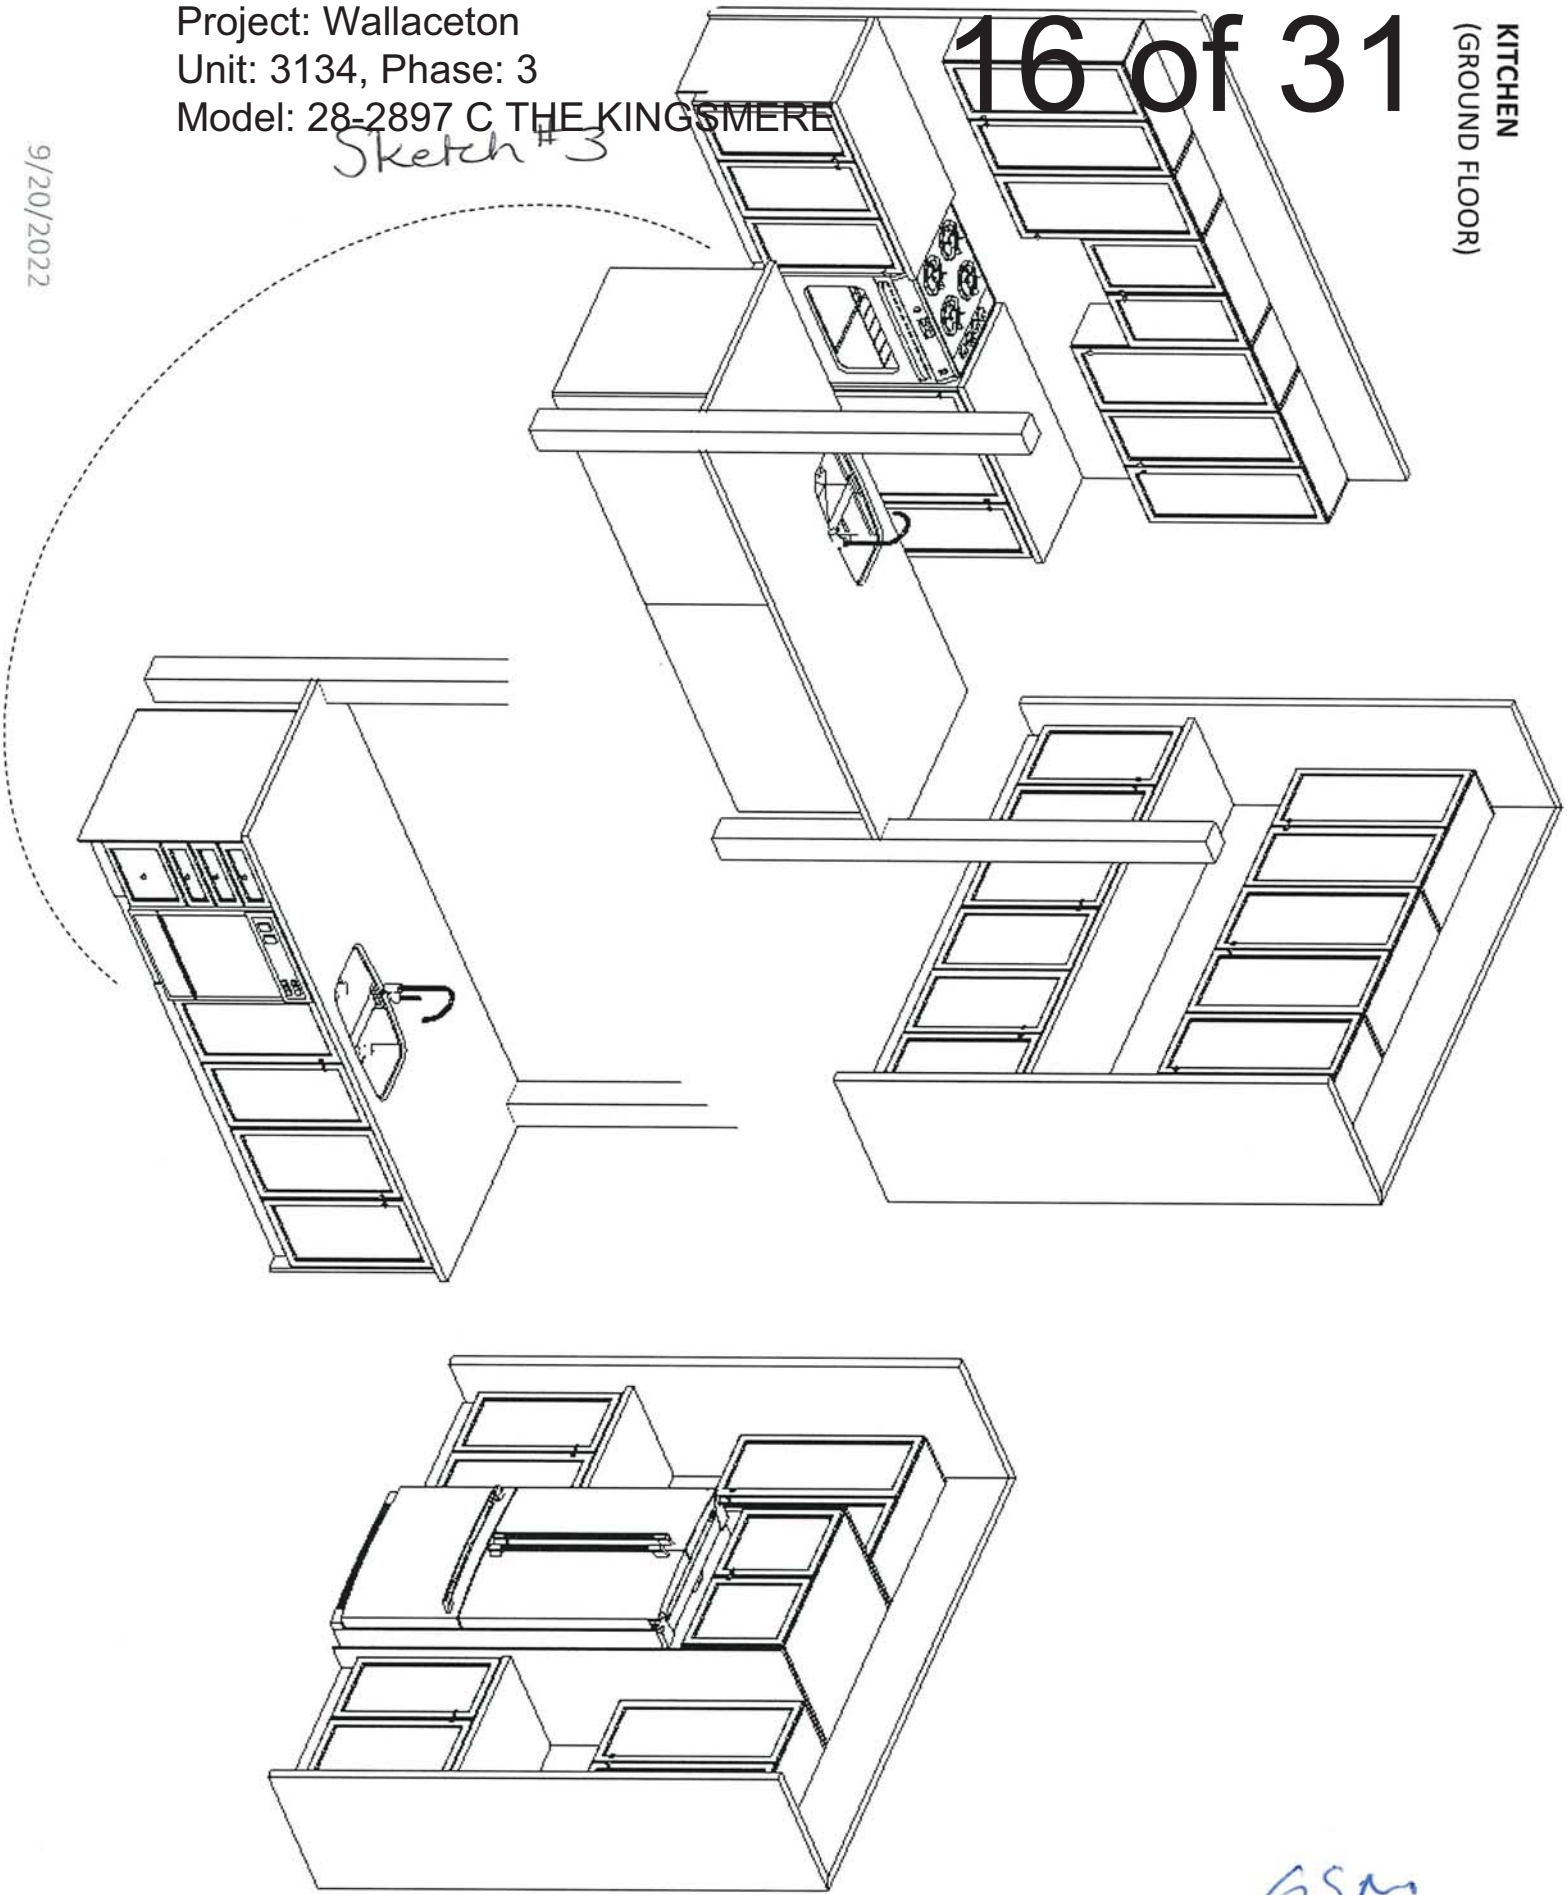 Project: Wallaceton
Unit: 3134, Phase: 3
Model: 28-2897 C THE KINGSMERE
16 of 31
Sketch #3
KITCHEN
(GROUND FLOOR)
9/20/2022